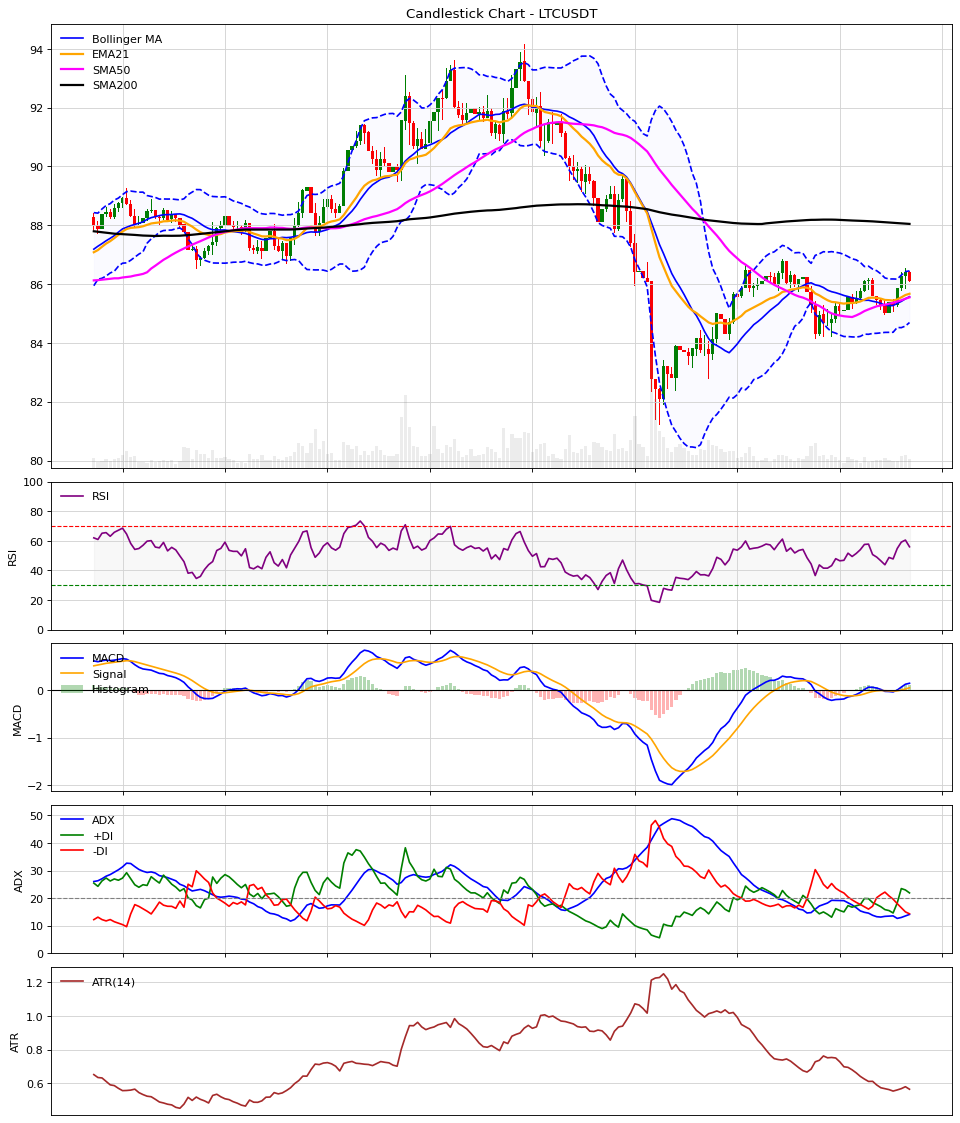 Candlestick Chart - LTCUSDT
Bollinger MA
EMA21
SMA50
SMA200
94
92
90
88
86
84
82
80
RSI
100
80
60
40
20
0
RSI
MACD
Signal
Histogram
0
−1
−2
MACD
ADX
+DI
-DI
50
40
30
20
10
0
ADX
ATR(14)
1.2
1.0
0.8
0.6
ATR